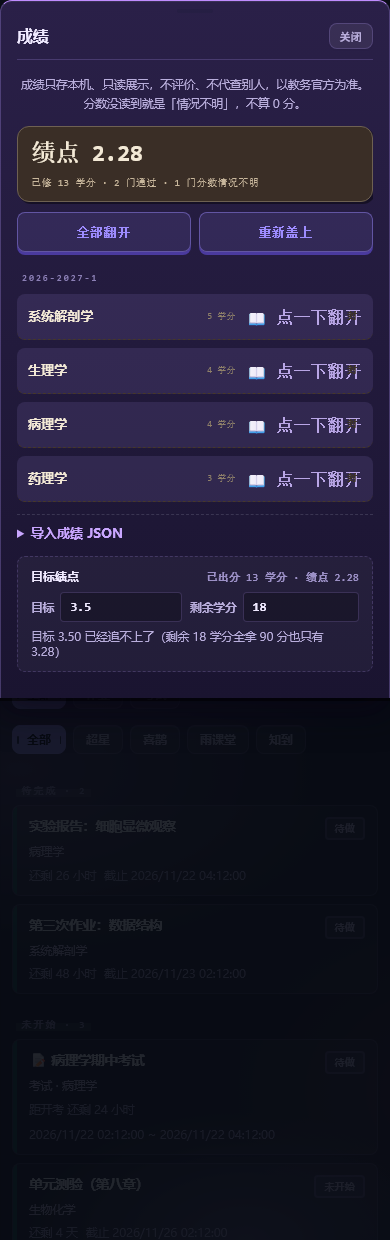 成绩
关闭
成绩只存本机、只读展示，不评价、不代查别人，以教务官方为准。
分数没读到就是「情况不明」，不算 0 分。
绩点 2.28
已修 13 学分 · 2 门通过 · 1 门分数情况不明
全部翻开
重新盖上
2026-2027-1
系统解剖学
5 学分
点一下翻开
生理学
4 学分
点一下翻开
病理学
4 学分
点一下翻开
药理学
3 学分
点一下翻开
导入成绩 JSON
目标绩点
已出分 13 学分 · 绩点 2.28
目标
3.5
剩余学分
18
目标 3.50 已经追不上了（剩余 18 学分全拿 90 分也只有
3.28）
全部
超星
雨课堂
知到
实验报告：细胞显微观察
待做
病理学
还剩 26 小时 截止 2026/11/22 04:12:00
第三次作业：数据结构
待做
系统解剖学
还剩 48 小时 截止 2026/11/23 02:12:00
未开始
病理学期中考试
待做
考试 · 病理学
距开考 还剩 24 小时
2026/11/22 02:12:00 – 2026/11/22 04:12:00
单元测验（第八章）
未开始
生物化学
还剩 4 天 截止 2026/11/26 02:12:00